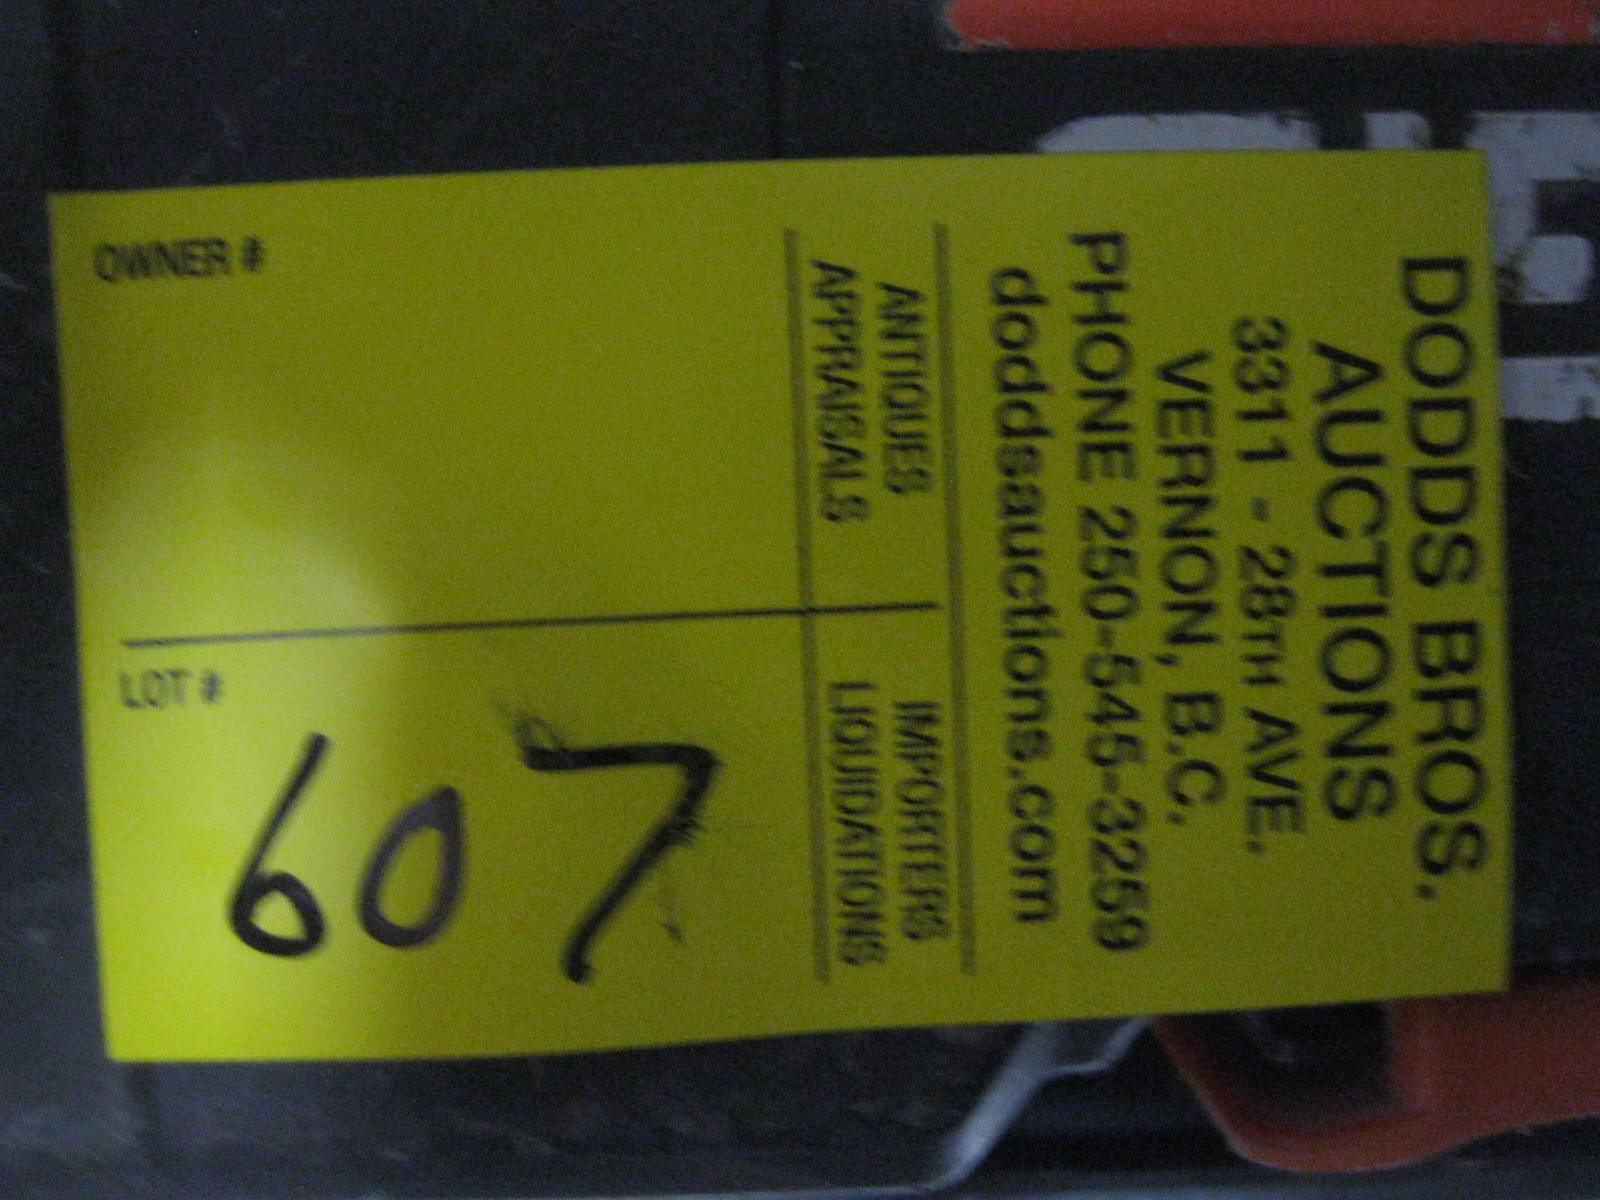 DODDS BROS.
AUCTIONS
3311 - 28TH AVE.
VERNON, B.C.
PHONE 250-545-3259
doddsauctions.com
ANTIQUES
APPRAISALS
IMPORTERS
LIQUIDATIONS
OWNER #
LOT #
607